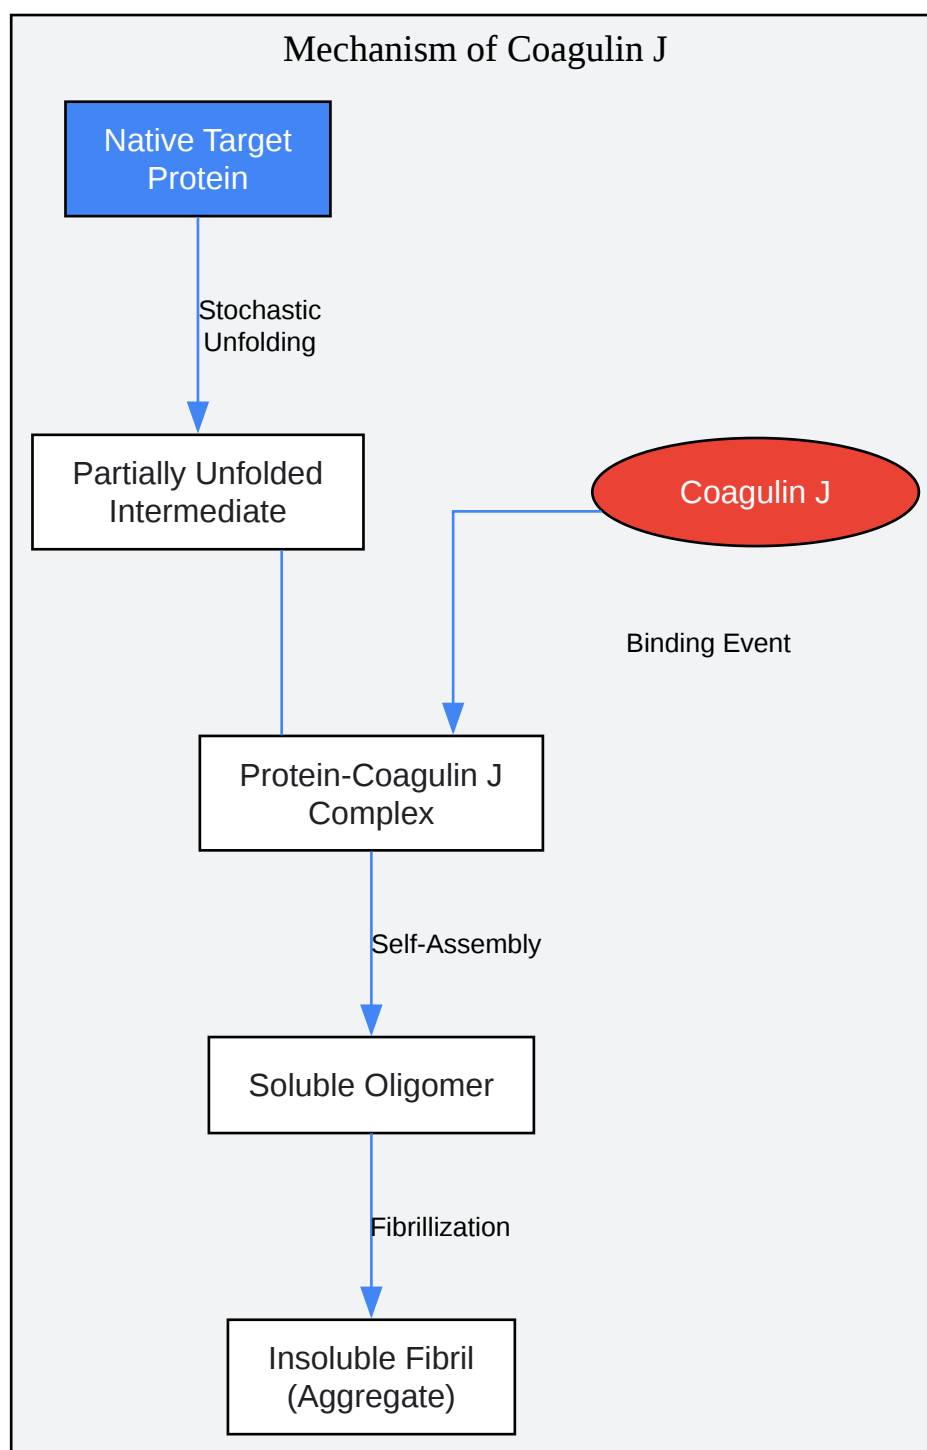 Mechanism of Coagulin J
Native Target
Protein
Stochastic
Unfolding
Partially Unfolded
Intermediate
Coagulin J
Binding Event
Protein-Coagulin J
Complex
Self-Assembly
Soluble Oligomer
Fibrillization
Insoluble Fibril
(Aggregate)